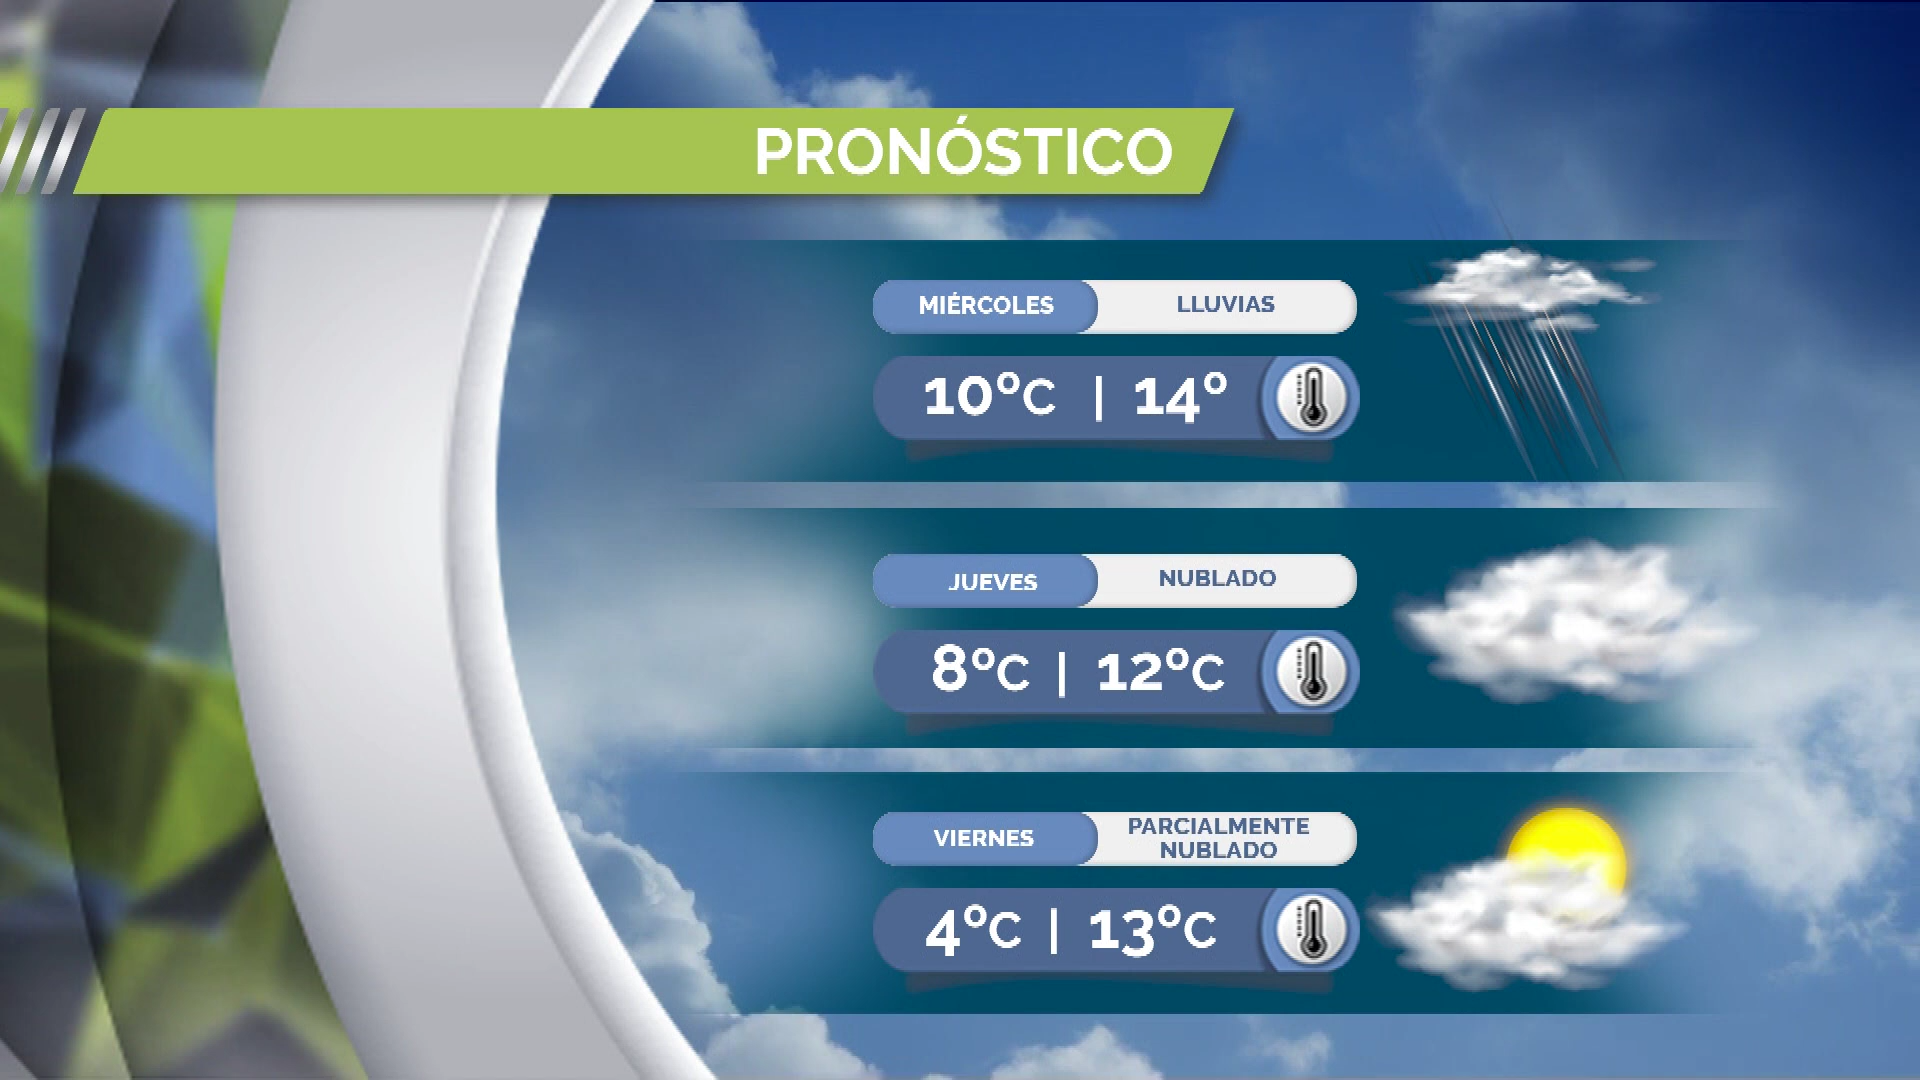 PRONÓSTICO
MIÉRCOLES LLUVIAS
10°C | 14°
JUEVES NUBLADO
8°C | 12°C
VIERNES PARCIALMENTE
NUBLADO
4°C | 13°C